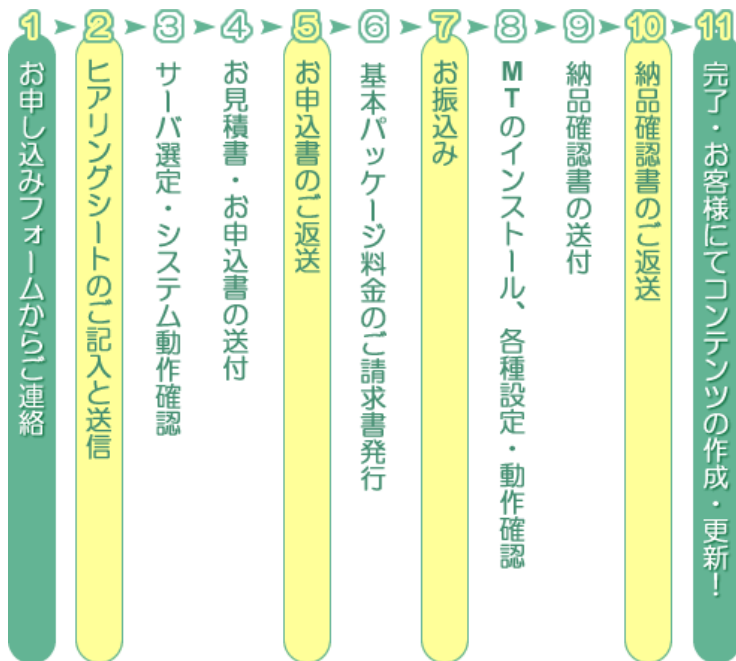 1
お申し込みフォームからご連絡
2
ヒアリングシートのご記入と送信
3
サーバ選定・システム動作確認
4
お見積書・お申込書の送付
5
お申込書のご返送
6
基本パッケージ料金のご請求書発行
7
お振込み
8
MTのインストール、各種設定・動作確認
9
納品確認書の送付
10
納品確認書のご返送
11
完了・お客様にてコンテンツの作成・更新！